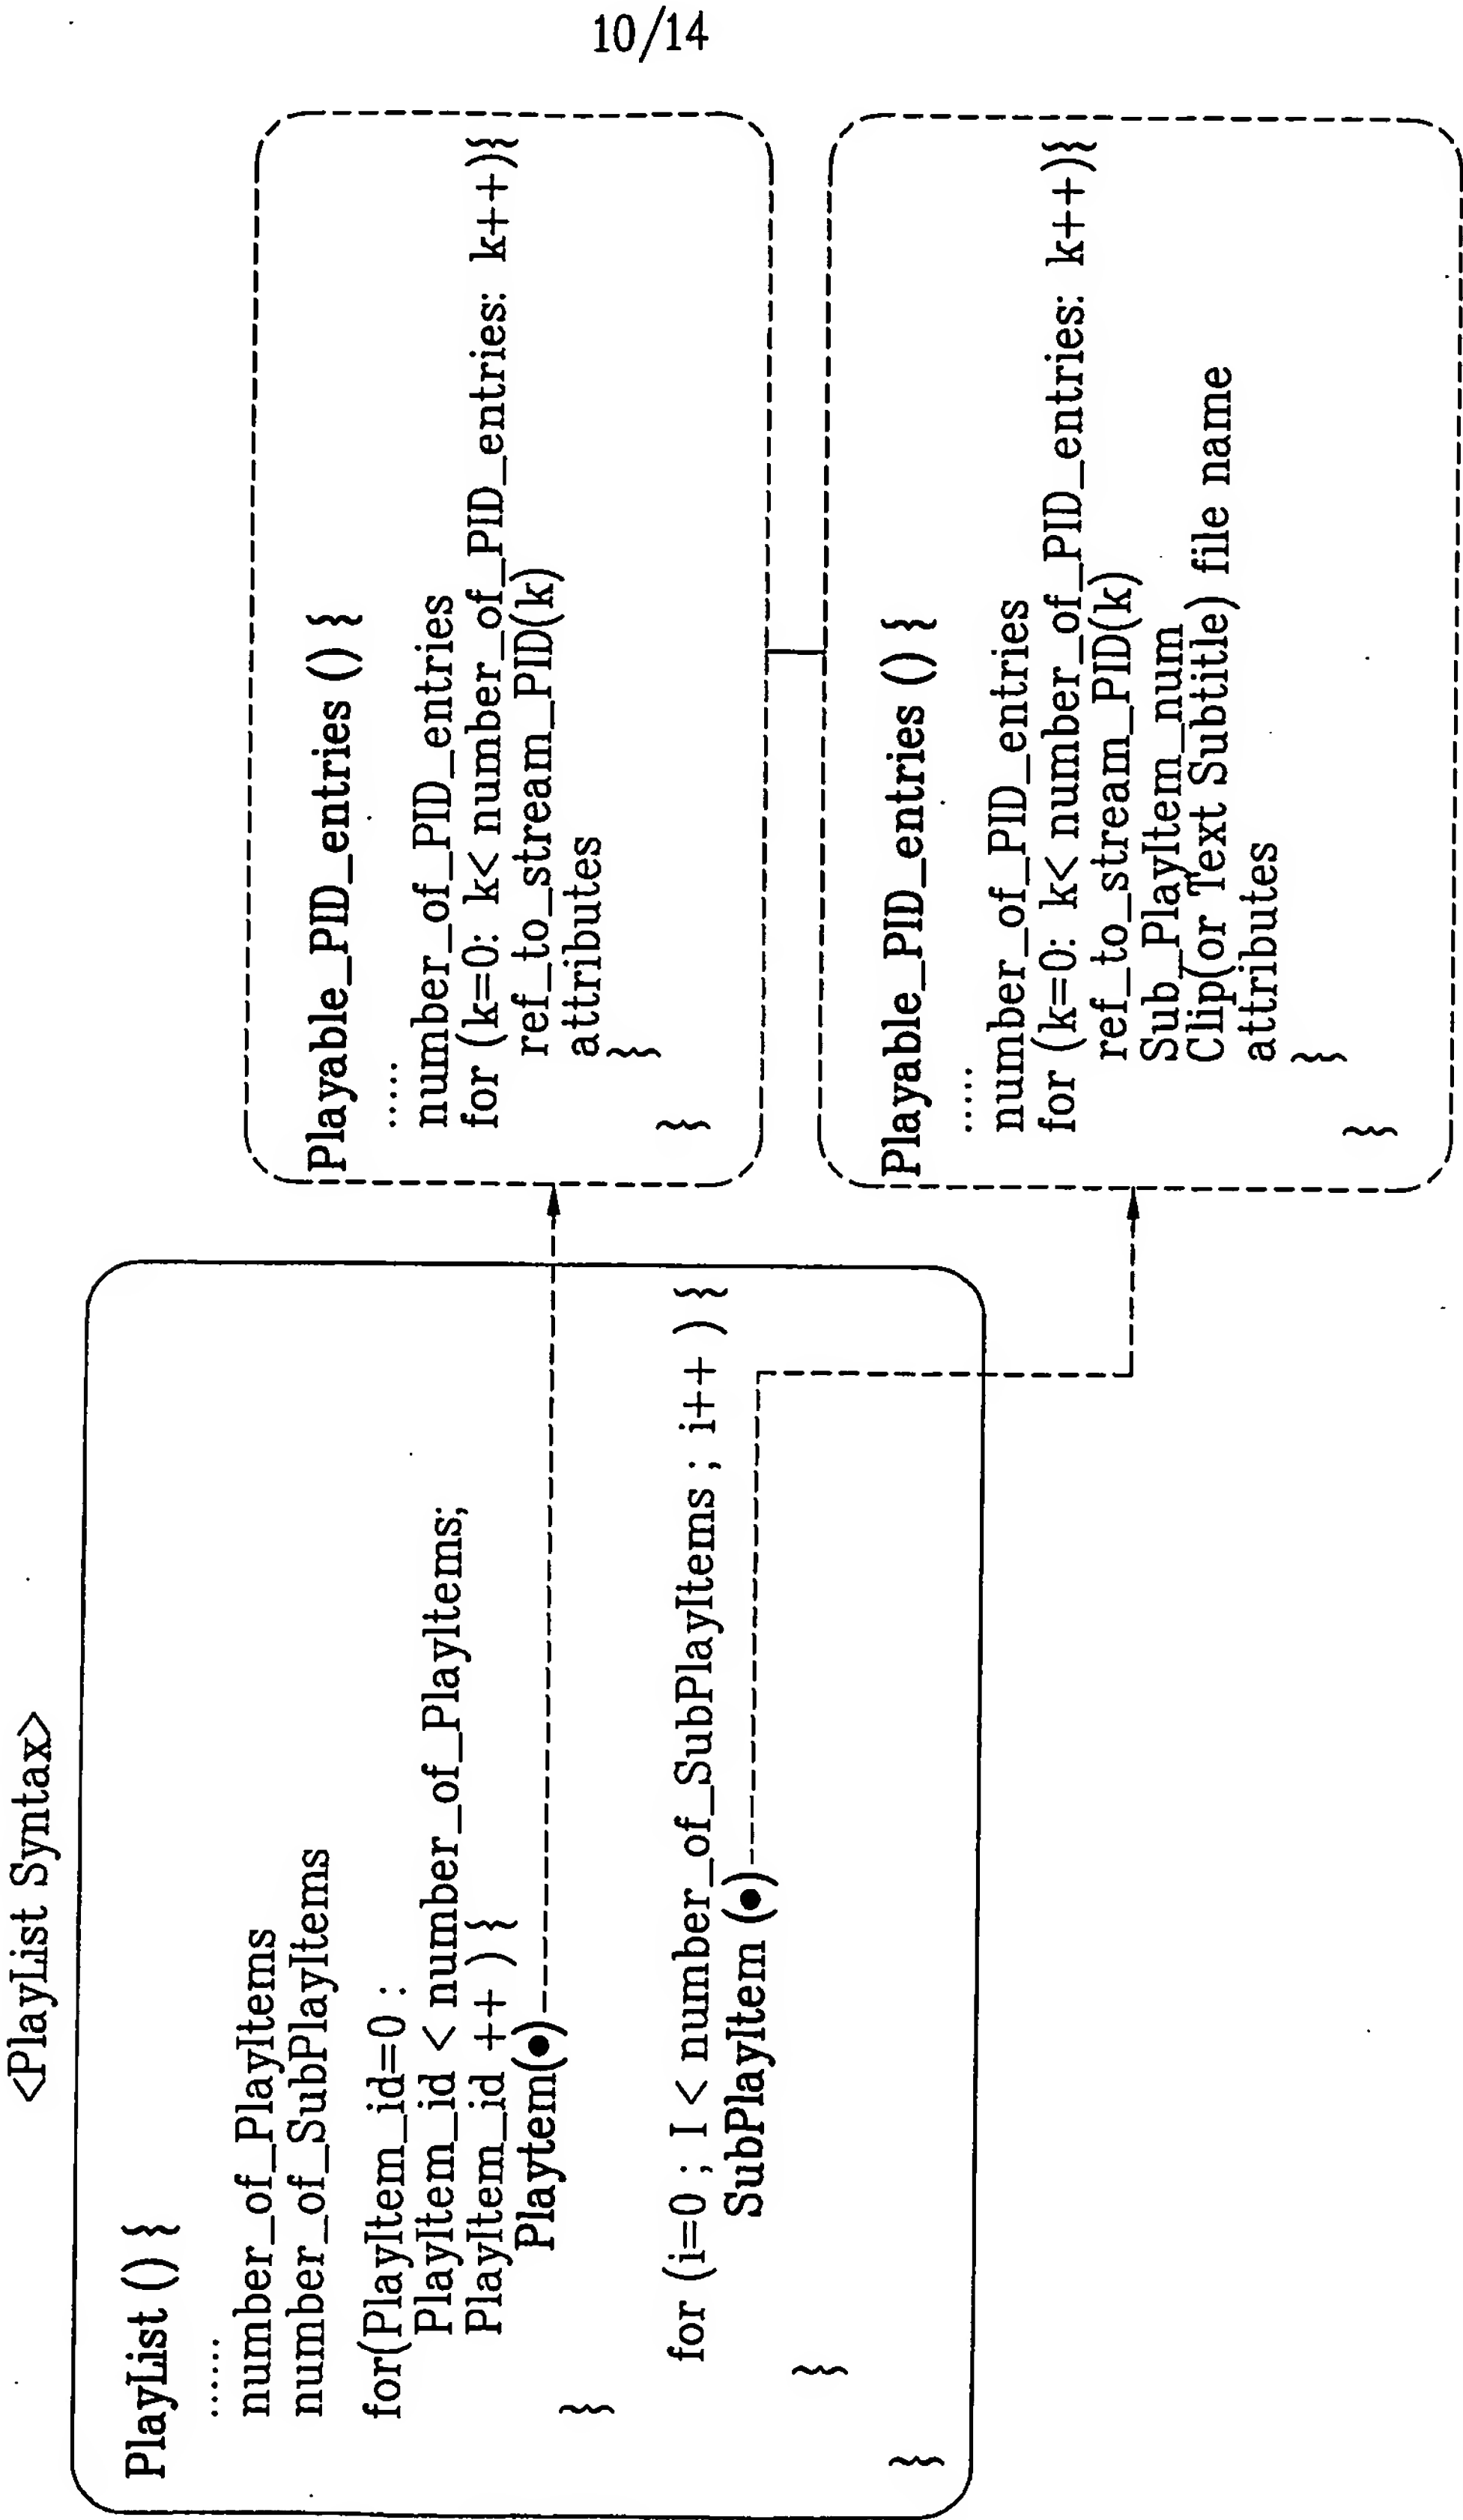 10/14
<PlayList Syntax>
PlayList () {
......
number_of_PlayItems
number_of_SubPlayItems
for(PlayItem_id=0 :
PlayItem_id < number_of_PlayItems;
PlayItem_id ++ ) {
Playtem(●)
}
for (i=0 ; I < number_of_SubPlayItems ; i++ ) {
SubPlayItem (●)
}
}
Playable_PID_entries () {
.....
number_of_PID_entries
for (k=0: k< number_of_PID_entries: k++){
ref_to_stream_PID(k)
attributes
}
}
Playable_PID_entries () {
.....
number_of_PID_entries
for (k=0: k< number_of_PID_entries: k++){
ref_to_stream_PID(k)
Sub_PlayItem_num
Clip(or Text Subtitle) file name
attributes
}
}